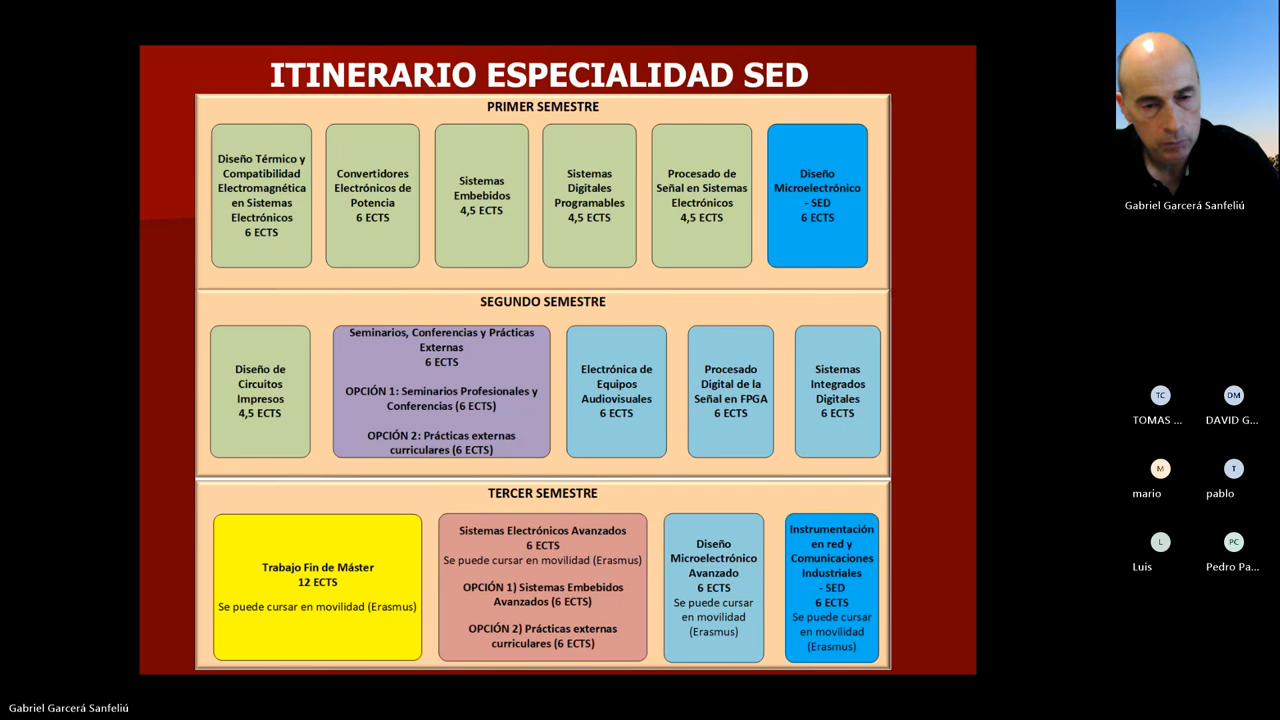 ITINERARIO ESPECIALIDAD SED
PRIMER SEMESTRE
Diseño Térmico y
Compatibilidad
Electromagnética
en Sistemas
Electrónicos
6 ECTS
Convertidores
Electrónicos de
Potencia
6 ECTS
Sistemas
Embebidos
4,5 ECTS
Sistemas
Digitales
Programables
4,5 ECTS
Procesado de
Señal en Sistemas
Electrónicos
4,5 ECTS
Diseño
Microelectrónico
- SED
6 ECTS
SEGUNDO SEMESTRE
Diseño de
Circuitos
Impresos
4,5 ECTS
Seminarios, Conferencias y Prácticas
Externas
6 ECTS
OPCIÓN 1: Seminarios Profesionales y
Conferencias (6 ECTS)
OPCIÓN 2: Prácticas externas
curriculares (6 ECTS)
Electrónica de
Equipos
Audiovisuales
6 ECTS
Procesado
Digital de la
Señal en FPGA
6 ECTS
Sistemas
Integrados
Digitales
6 ECTS
TERCER SEMESTRE
Trabajo Fin de Máster
12 ECTS
Se puede cursar en movilidad (Erasmus)
Sistemas Electrónicos Avanzados
6 ECTS
Se puede cursar en movilidad (Erasmus)
OPCIÓN 1) Sistemas Embebidos
Avanzados (6 ECTS)
OPCIÓN 2) Prácticas externas
curriculares (6 ECTS)
Diseño
Microelectrónico
Avanzado
6 ECTS
Se puede cursar
en movilidad
(Erasmus)
Instrumentación
en red y
Comunicaciones
Industriales
- SED
6 ECTS
Se puede cursar
en movilidad
(Erasmus)
Gabriel Garcerá Sanfeliú
TC
DM
TOMAS ...
DAVID G...
M
T
mario
pablo
L
PC
Luis
Pedro Pa...
Gabriel Garcerá Sanfeliú